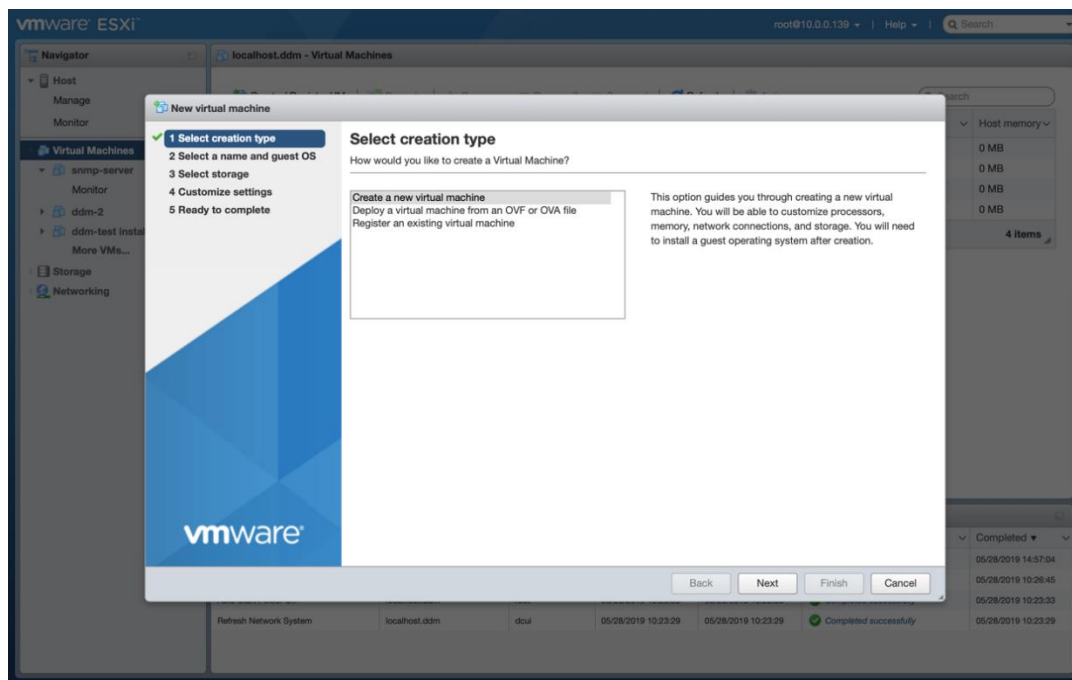 vmware ESXi
root@10.0.0.139 | Help | Search
Navigator
localhost.ddm - Virtual Machines
Host
Manage
Monitor
Search
Host memory
Virtual Machines
0 MB
snmp-server
0 MB
Monitor
0 MB
ddm-2
0 MB
ddm-test instal
4 items
More VMs...
Storage
Networking
New virtual machine
1 Select creation type
2 Select a name and guest OS
3 Select storage
4 Customize settings
5 Ready to complete
vmware
Select creation type
How would you like to create a Virtual Machine?
Create a new virtual machine
Deploy a virtual machine from an OVF or OVA file
Register an existing virtual machine
This option guides you through creating a new virtual
machine. You will be able to customize processors,
memory, network connections, and storage. You will need
to install a guest operating system after creation.
Back Next Finish Cancel
Completed
05/28/2019 14:57:04
05/28/2019 10:26:45
05/28/2019 10:23:33
Refresh Network System localhost.ddm dcui 05/28/2019 10:23:29 05/28/2019 10:23:29 Completed successfully 05/28/2019 10:23:29